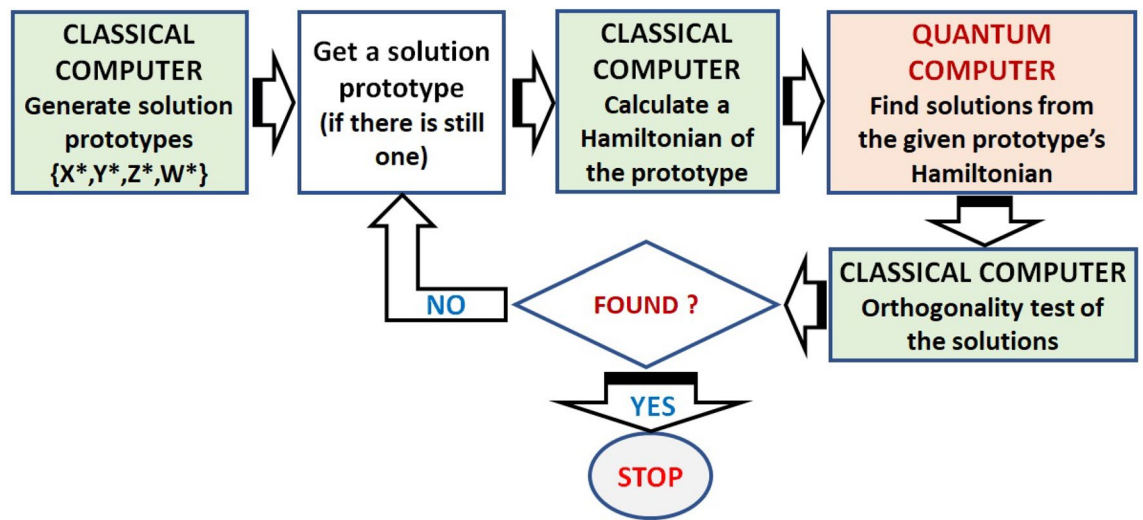 CLASSICAL
COMPUTER
Generate solution
prototypes
{X*,Y*,Z*,W*}
Get a solution
prototype
(if there is still
one)
CLASSICAL
COMPUTER
Calculate a
Hamiltonian of
the prototype
QUANTUM
COMPUTER
Find solutions from
the given prototype's
Hamiltonian
CLASSICAL COMPUTER
Orthogonality test of
the solutions
FOUND ?
NO
YES
STOP